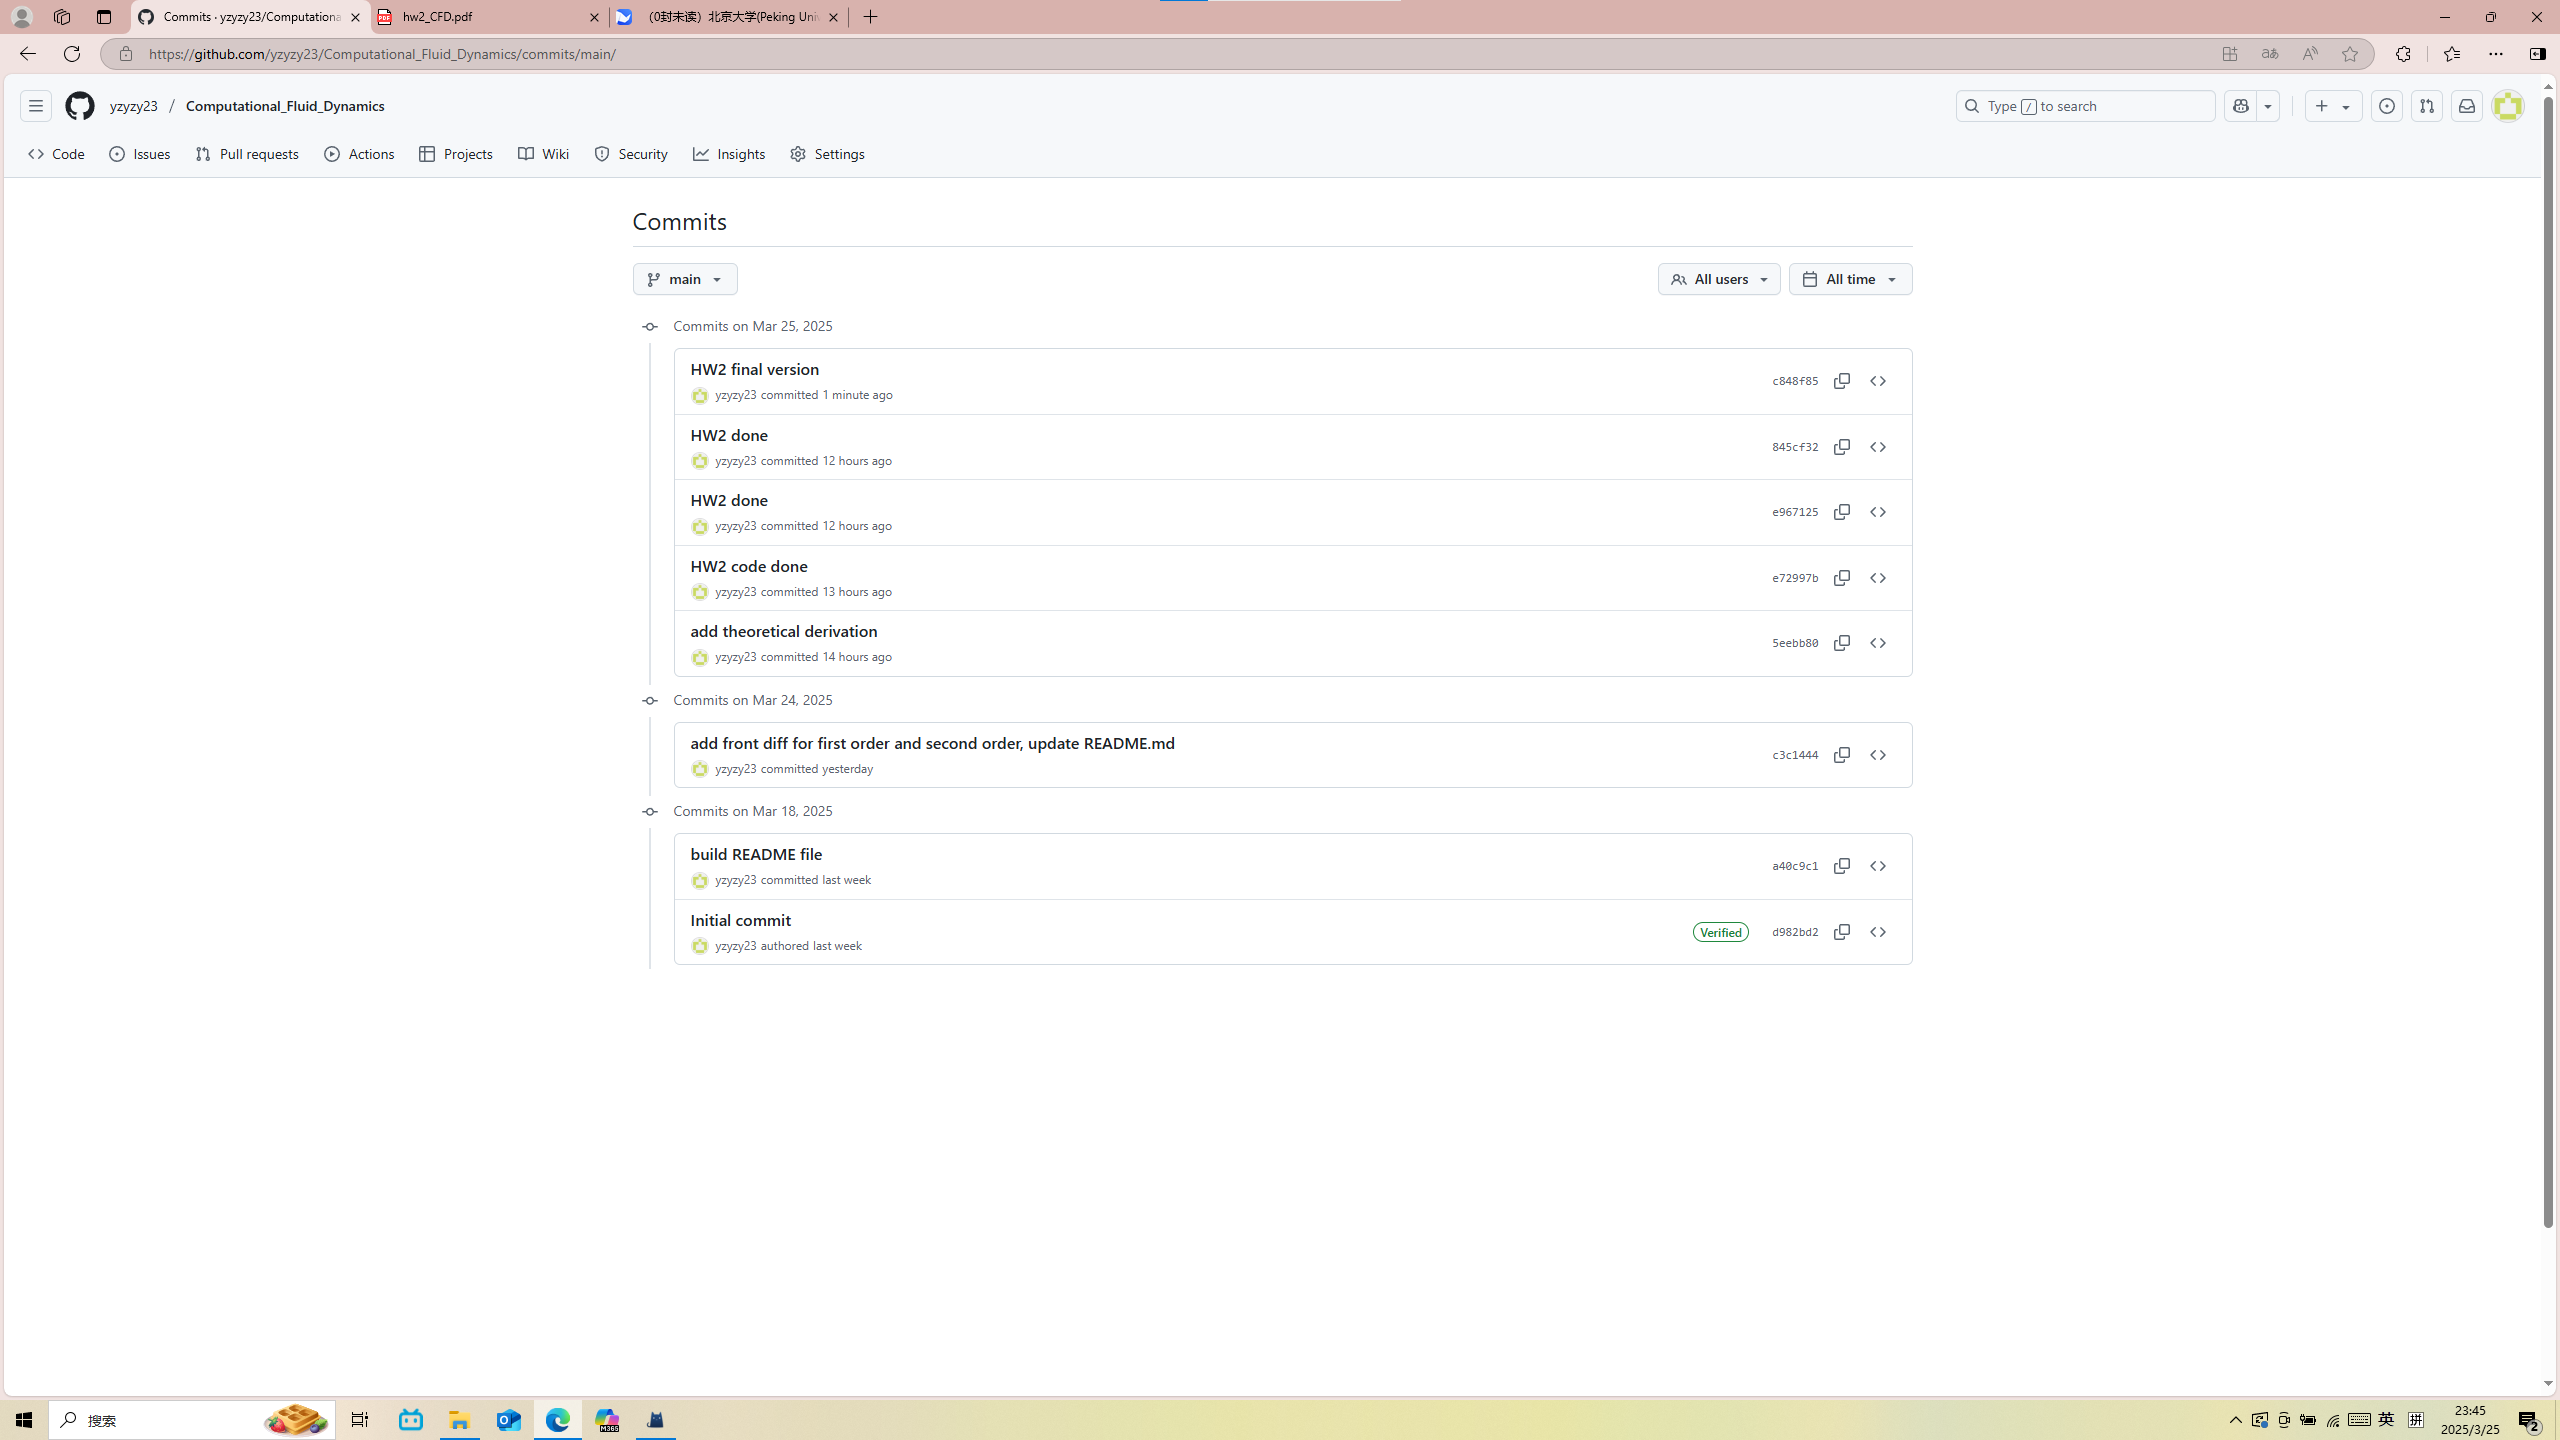 Commits · yzyzy23/Computationa
hw2_CFD.pdf
(0封未读) 北京大学(Peking Univ
https://github.com/yzyzy23/Computational_Fluid_Dynamics/commits/main/
yzyzy23 / Computational_Fluid_Dynamics
Type / to search
Code
Issues
Pull requests
Actions
Projects
Wiki
Security
Insights
Settings
Commits
main
All users
All time
Commits on Mar 25, 2025
HW2 final version
yzyzy23 committed 1 minute ago
c848f85
HW2 done
yzyzy23 committed 12 hours ago
845cf32
HW2 done
yzyzy23 committed 12 hours ago
e967125
HW2 code done
yzyzy23 committed 13 hours ago
e72997b
add theoretical derivation
yzyzy23 committed 14 hours ago
5eebb80
Commits on Mar 24, 2025
add front diff for first order and second order, update README.md
yzyzy23 committed yesterday
c3c1444
Commits on Mar 18, 2025
build README file
yzyzy23 committed last week
a40c9c1
Initial commit
yzyzy23 authored last week
Verified
d982bd2
搜索
M365
英
拼
23:45
2025/3/25
2